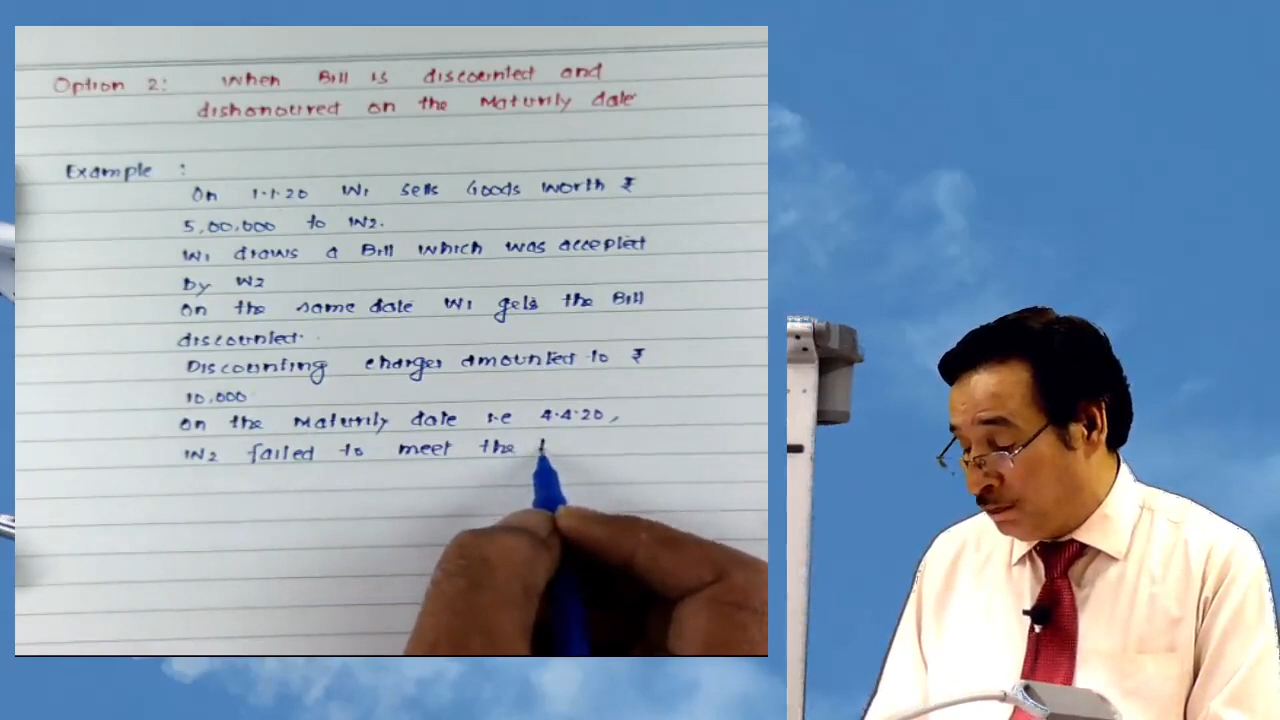 Option 2: When Bill is discounted and
dishonoured on the Maturity date
Example :
On 1.1.20 W1 sells Goods worth ₹
5,00,000 to W2.
W1 draws a Bill which was accepted
by W2
On the same date W1 gets the Bill
discounted.
Discounting charges amounted to ₹
10,000
On the Maturity date i.e 4.4.20,
W2 failed to meet the